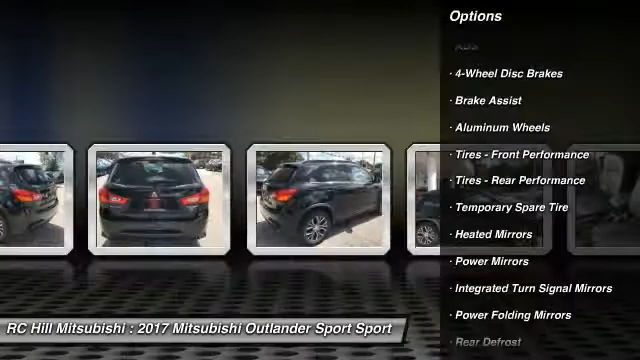 Options
ABS
· 4-Wheel Disc Brakes
· Brake Assist
· Aluminum Wheels
· Tires - Front Performance
· Tires - Rear Performance
· Temporary Spare Tire
· Heated Mirrors
· Power Mirrors
· Integrated Turn Signal Mirrors
· Power Folding Mirrors
· Rear Defrost
RC Hill Mitsubishi : 2017 Mitsubishi Outlander Sport Sport